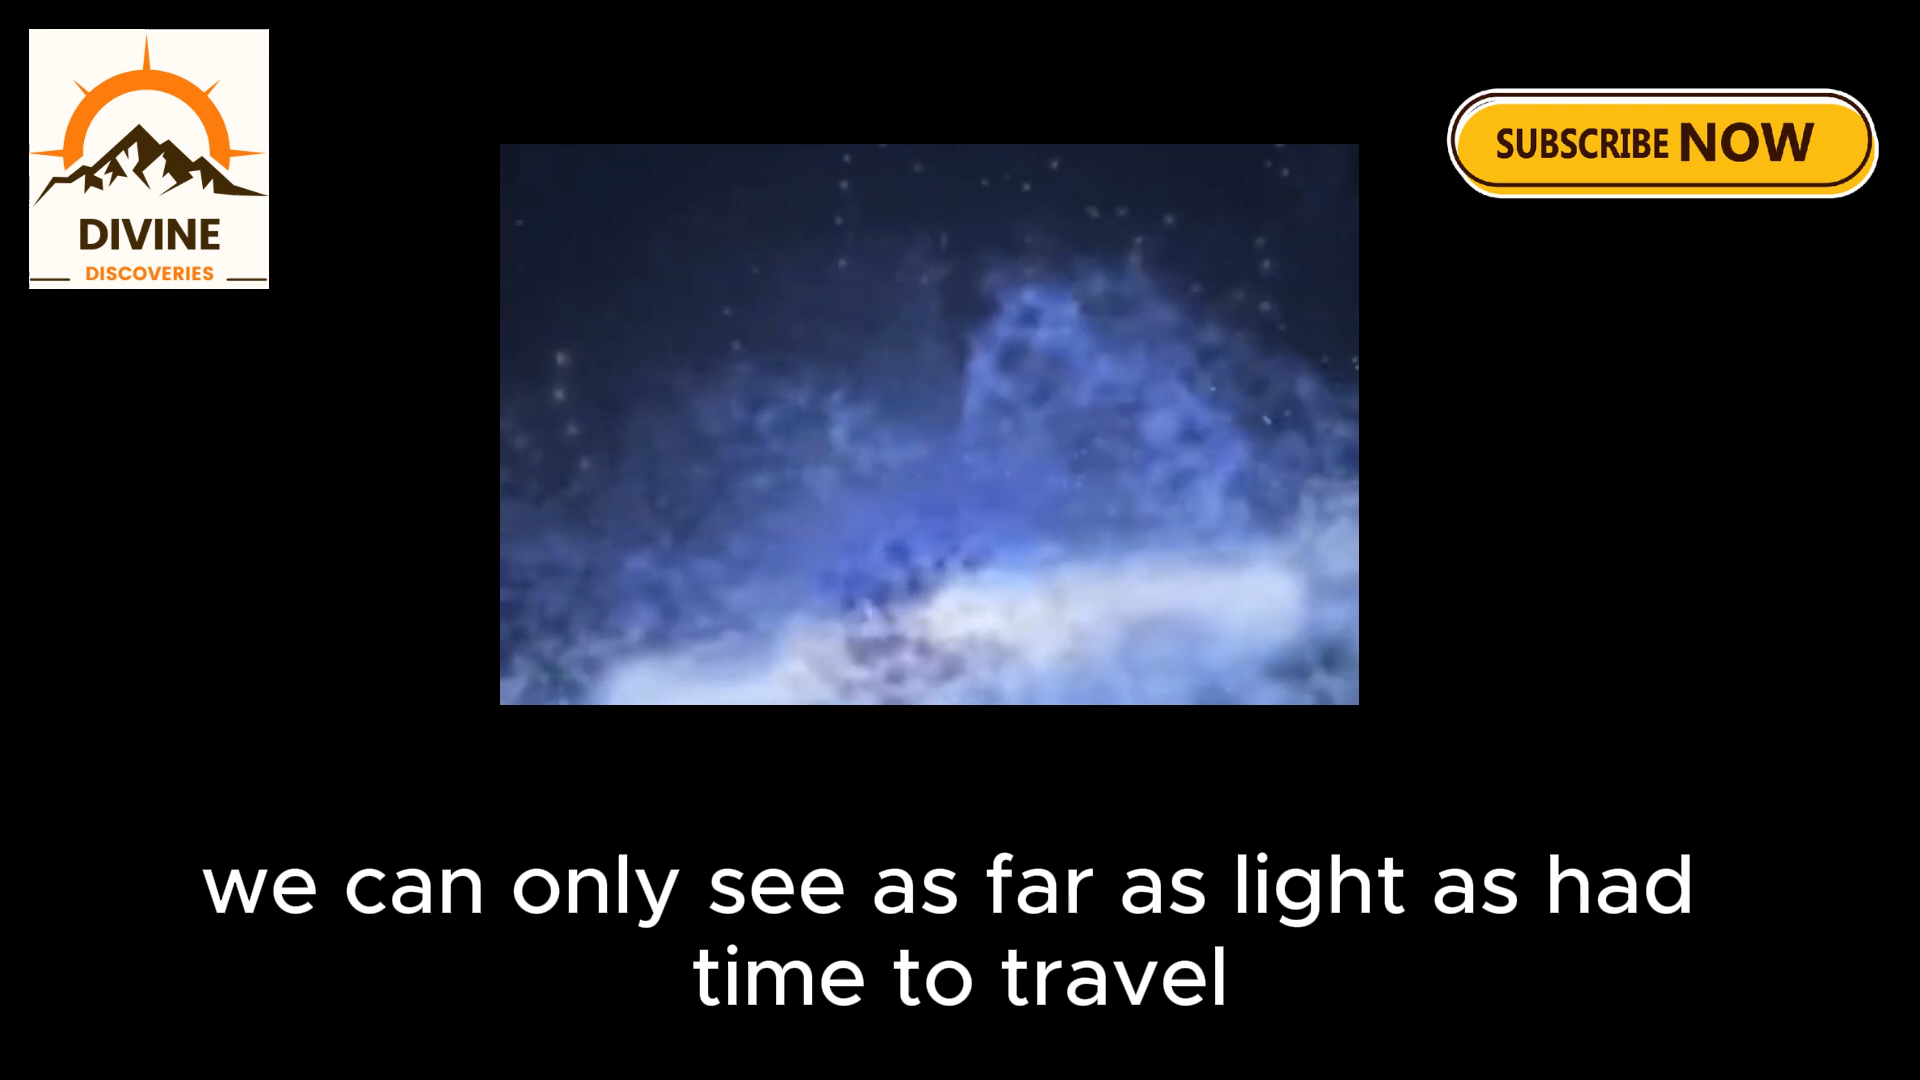 DIVINE
DISCOVERIES
SUBSCRIBE NOW
we can only see as far as light as had
time to travel